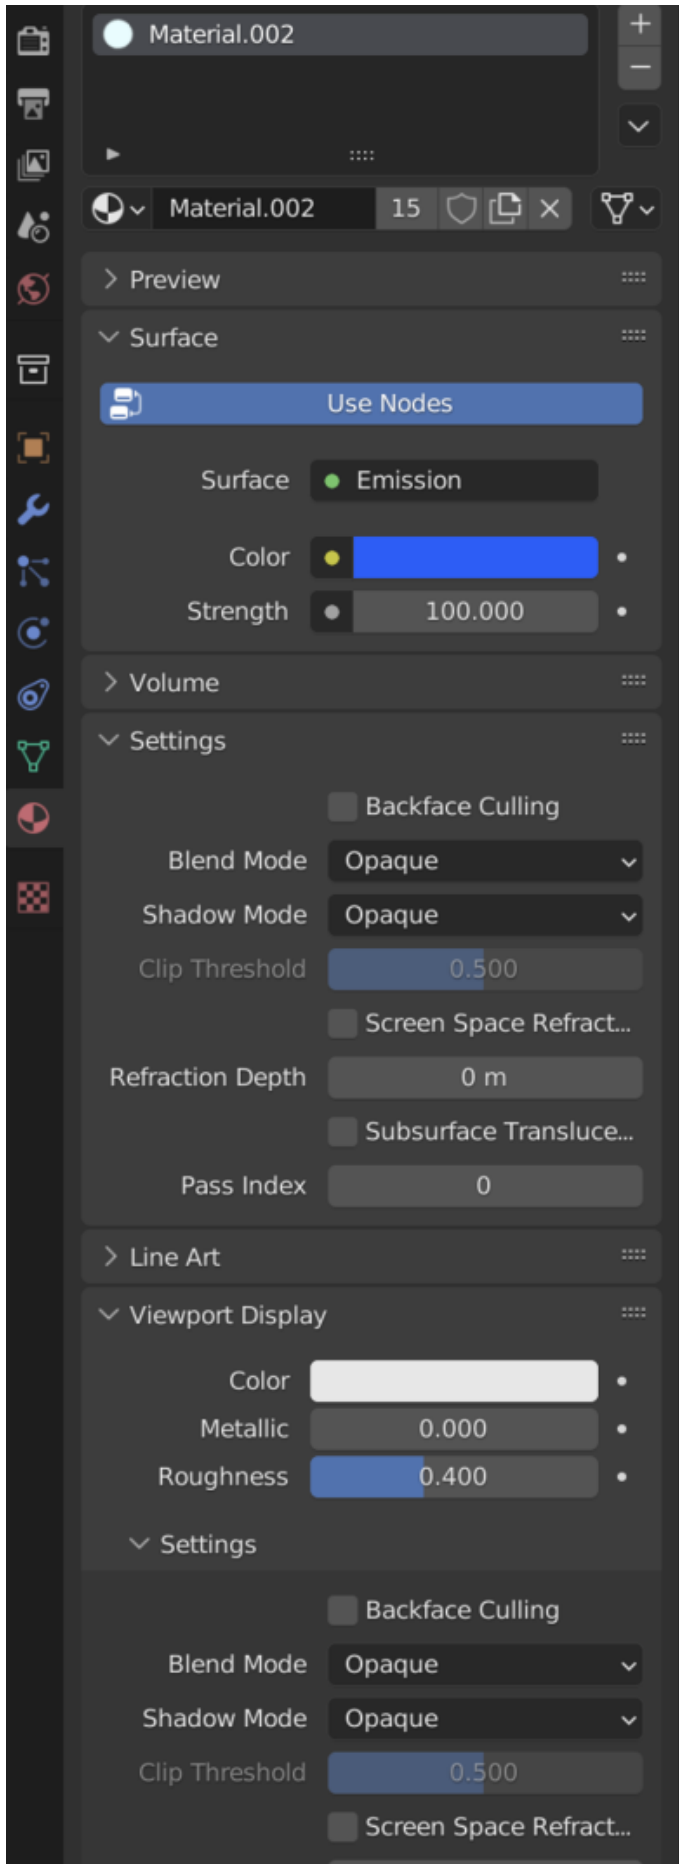 Material.002
Material.002 15
Preview
Surface
Use Nodes
Surface Emission
Color
Strength 100.000
Volume
Settings
Backface Culling
Blend Mode Opaque
Shadow Mode Opaque
Clip Threshold 0.500
Screen Space Refract...
Refraction Depth 0 m
Subsurface Transluce...
Pass Index 0
Line Art
Viewport Display
Color
Metallic 0.000
Roughness 0.400
Settings
Backface Culling
Blend Mode Opaque
Shadow Mode Opaque
Clip Threshold 0.500
Screen Space Refract...